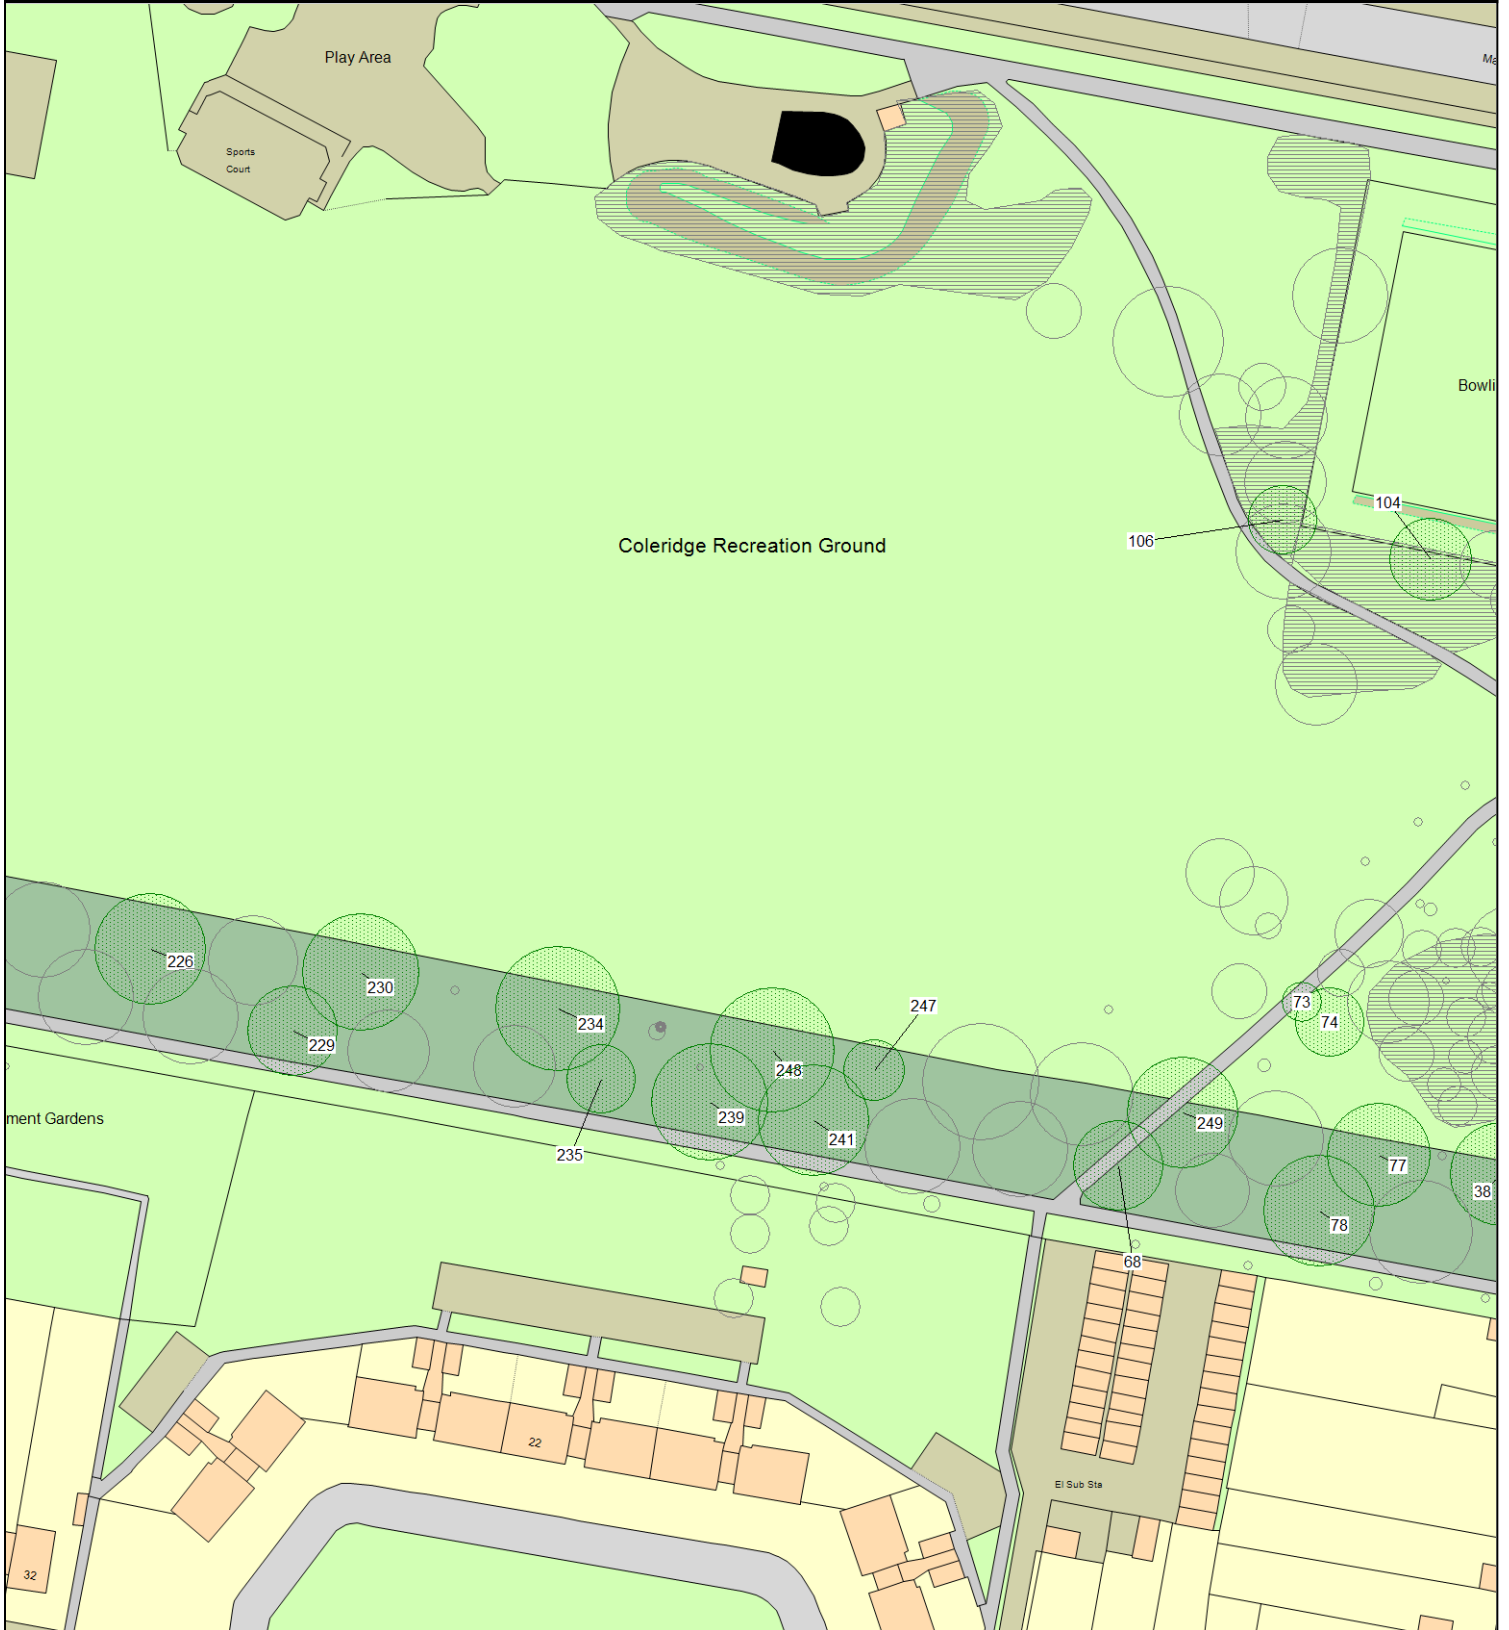 Play Area
Ma
Sports
Court
Bowli
104
106
Coleridge Recreation Ground
226
230
247
73
74
234
229
248
239
249
241
235
ment Gardens
77
38
78
68
22
El Sub Sta
32